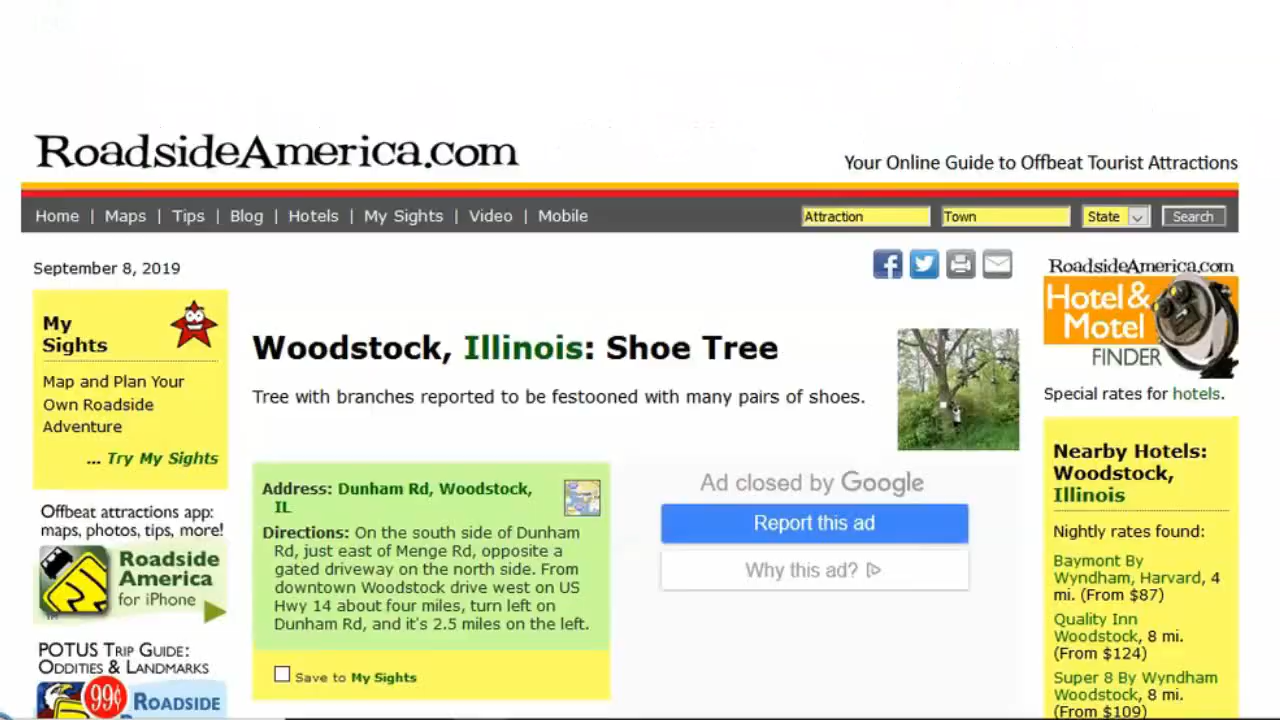 RoadsideAmerica.com
Your Online Guide to Offbeat Tourist Attractions
Home | Maps | Tips | Blog | Hotels | My Sights | Video | Mobile
Attraction
Town
State
Search
September 8, 2019
My
Sights
Map and Plan Your
Own Roadside
Adventure
... Try My Sights
Offbeat attractions app:
maps, photos, tips, more!
Roadside
America
for iPhone
POTUS TRIP GUIDE:
ODDITIES & LANDMARKS
99¢
ROADSIDE
Woodstock, Illinois: Shoe Tree
Tree with branches reported to be festooned with many pairs of shoes.
Address: Dunham Rd, Woodstock,
IL
Directions: On the south side of Dunham
Rd, just east of Menge Rd, opposite a
gated driveway on the north side. From
downtown Woodstock drive west on US
Hwy 14 about four miles, turn left on
Dunham Rd, and it's 2.5 miles on the left.
Save to My Sights
Ad closed by Google
Report this ad
Why this ad?
RoadsideAmerica.com
Hotel &
Motel
FINDER
Special rates for hotels.
Nearby Hotels:
Woodstock,
Illinois
Nightly rates found:
Baymont By
Wyndham, Harvard, 4
mi. (From $87)
Quality Inn
Woodstock, 8 mi.
(From $124)
Super 8 By Wyndham
Woodstock, 8 mi.
(From $109)